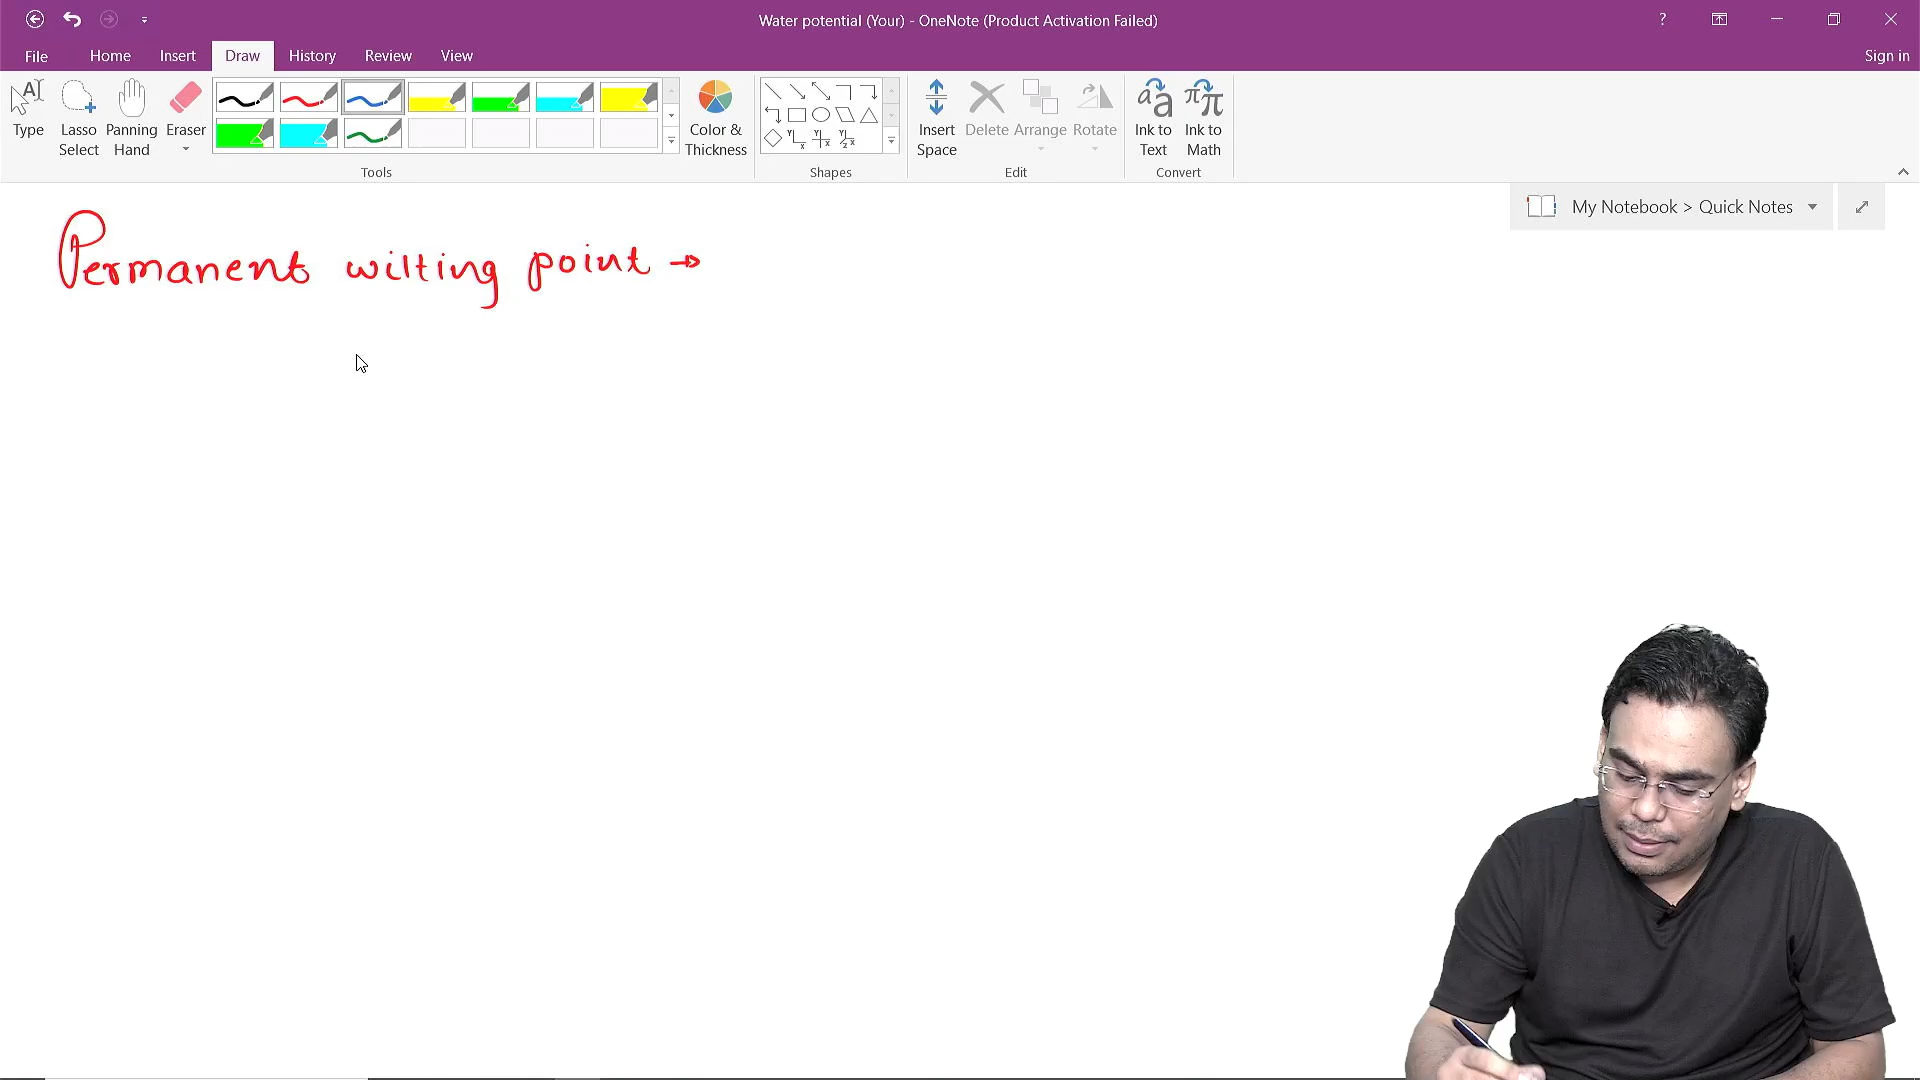 Water potential (Your) - OneNote (Product Activation Failed)
?
File Home Insert Draw History Review View
Sign in
Type
Lasso Select
Panning Hand
Eraser
Color & Thickness
Insert Space
Delete
Arrange
Rotate
Ink to Text
Ink to Math
Tools
Shapes
Edit
Convert
My Notebook > Quick Notes
Permanent wilting point →